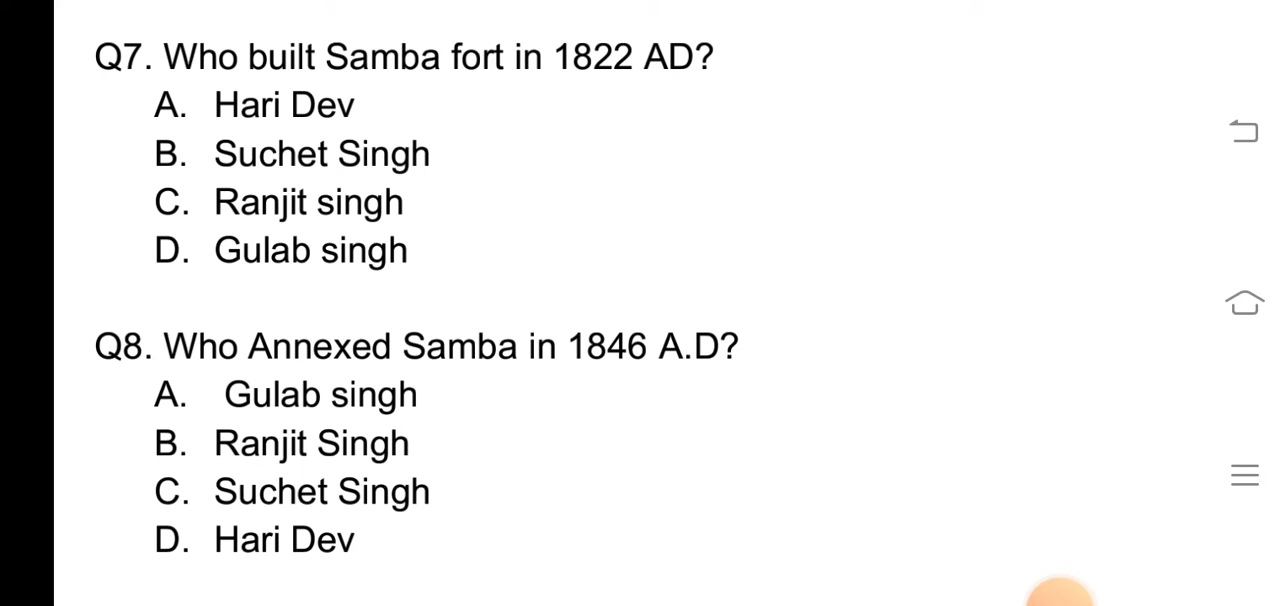 Q7. Who built Samba fort in 1822 AD?
A. Hari Dev
B. Suchet Singh
C. Ranjit singh
D. Gulab singh
Q8. Who Annexed Samba in 1846 A.D?
A. Gulab singh
B. Ranjit Singh
C. Suchet Singh
D. Hari Dev